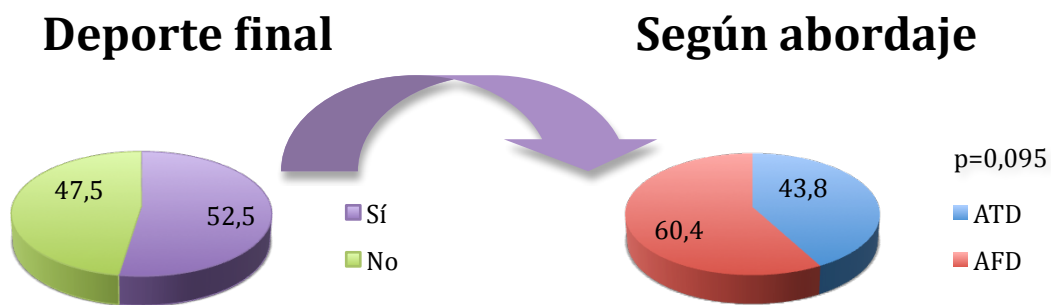 Deporte final
Según abordaje
47,5
52,5
Sí
No
43,8
60,4
p=0,095
ATD
AFD